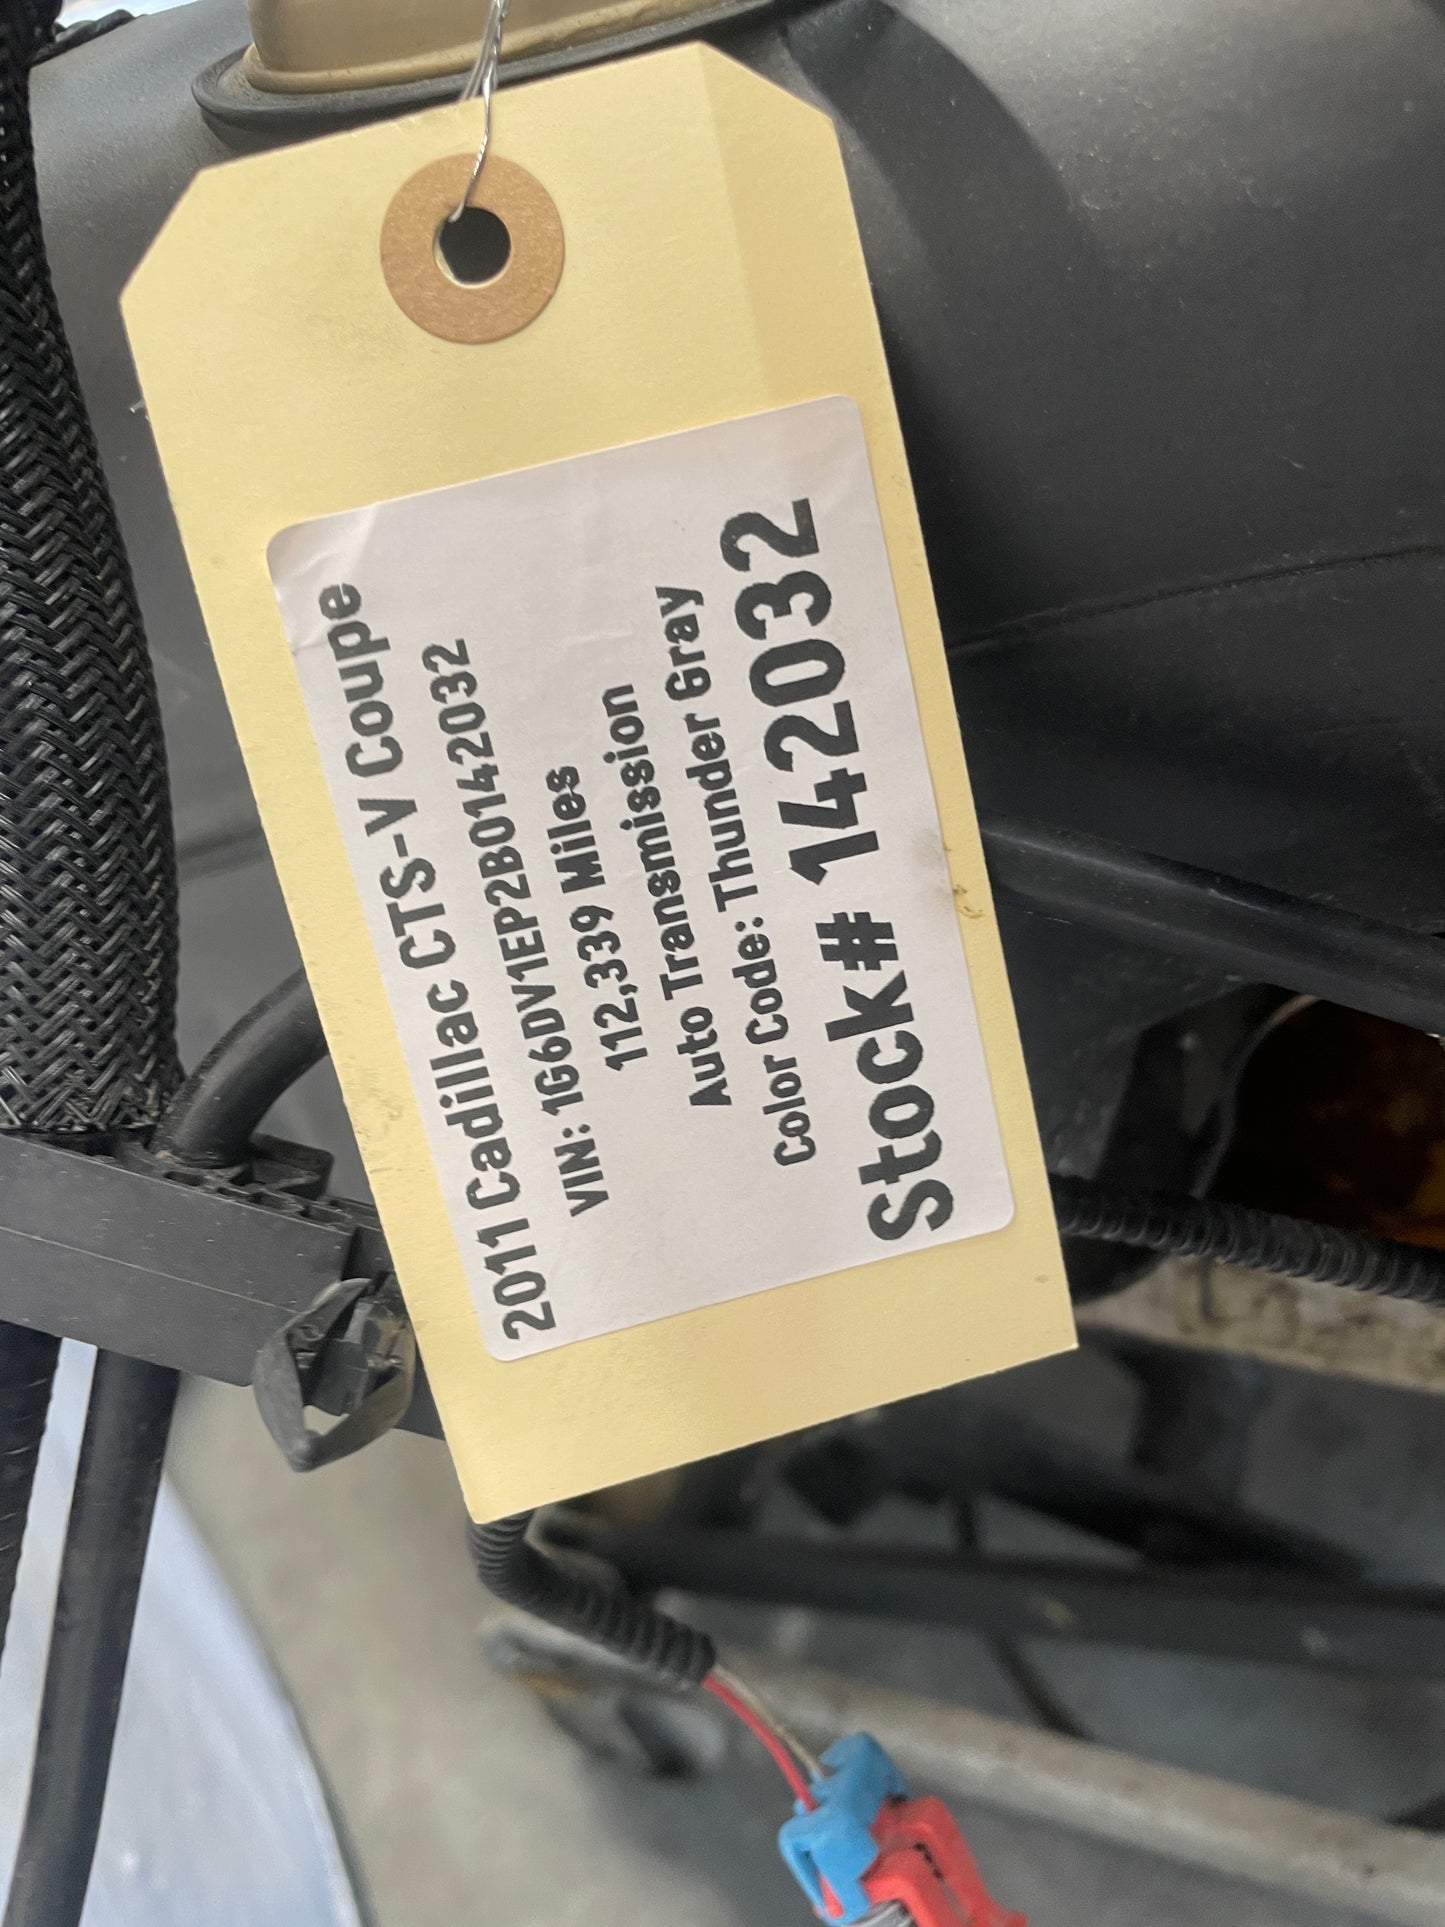 2011 Cadillac CTS-V Coupe
VIN: 1G6DV1EP2B0142032
112,339 Miles
Auto Transmission
Color Code: Thunder Gray
Stock# 142032